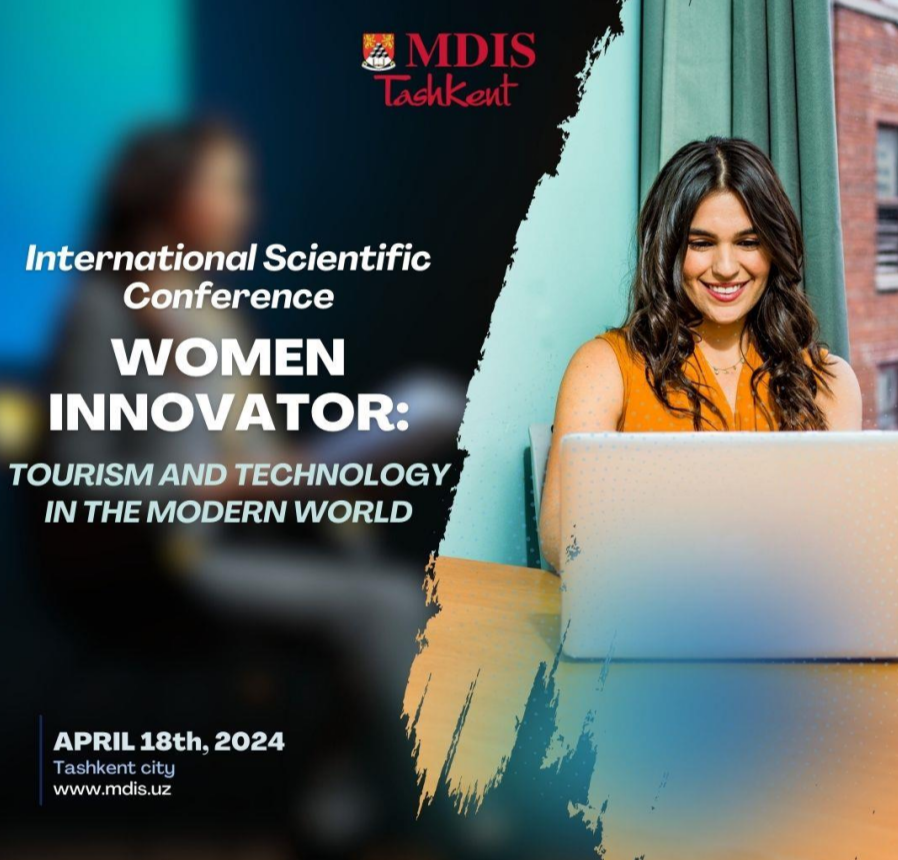 MDIS
Tashkent
International Scientific
Conference
WOMEN
INNOVATOR:
TOURISM AND TECHNOLOGY
IN THE MODERN WORLD
APRIL 18th, 2024
Tashkent city
www.mdis.uz